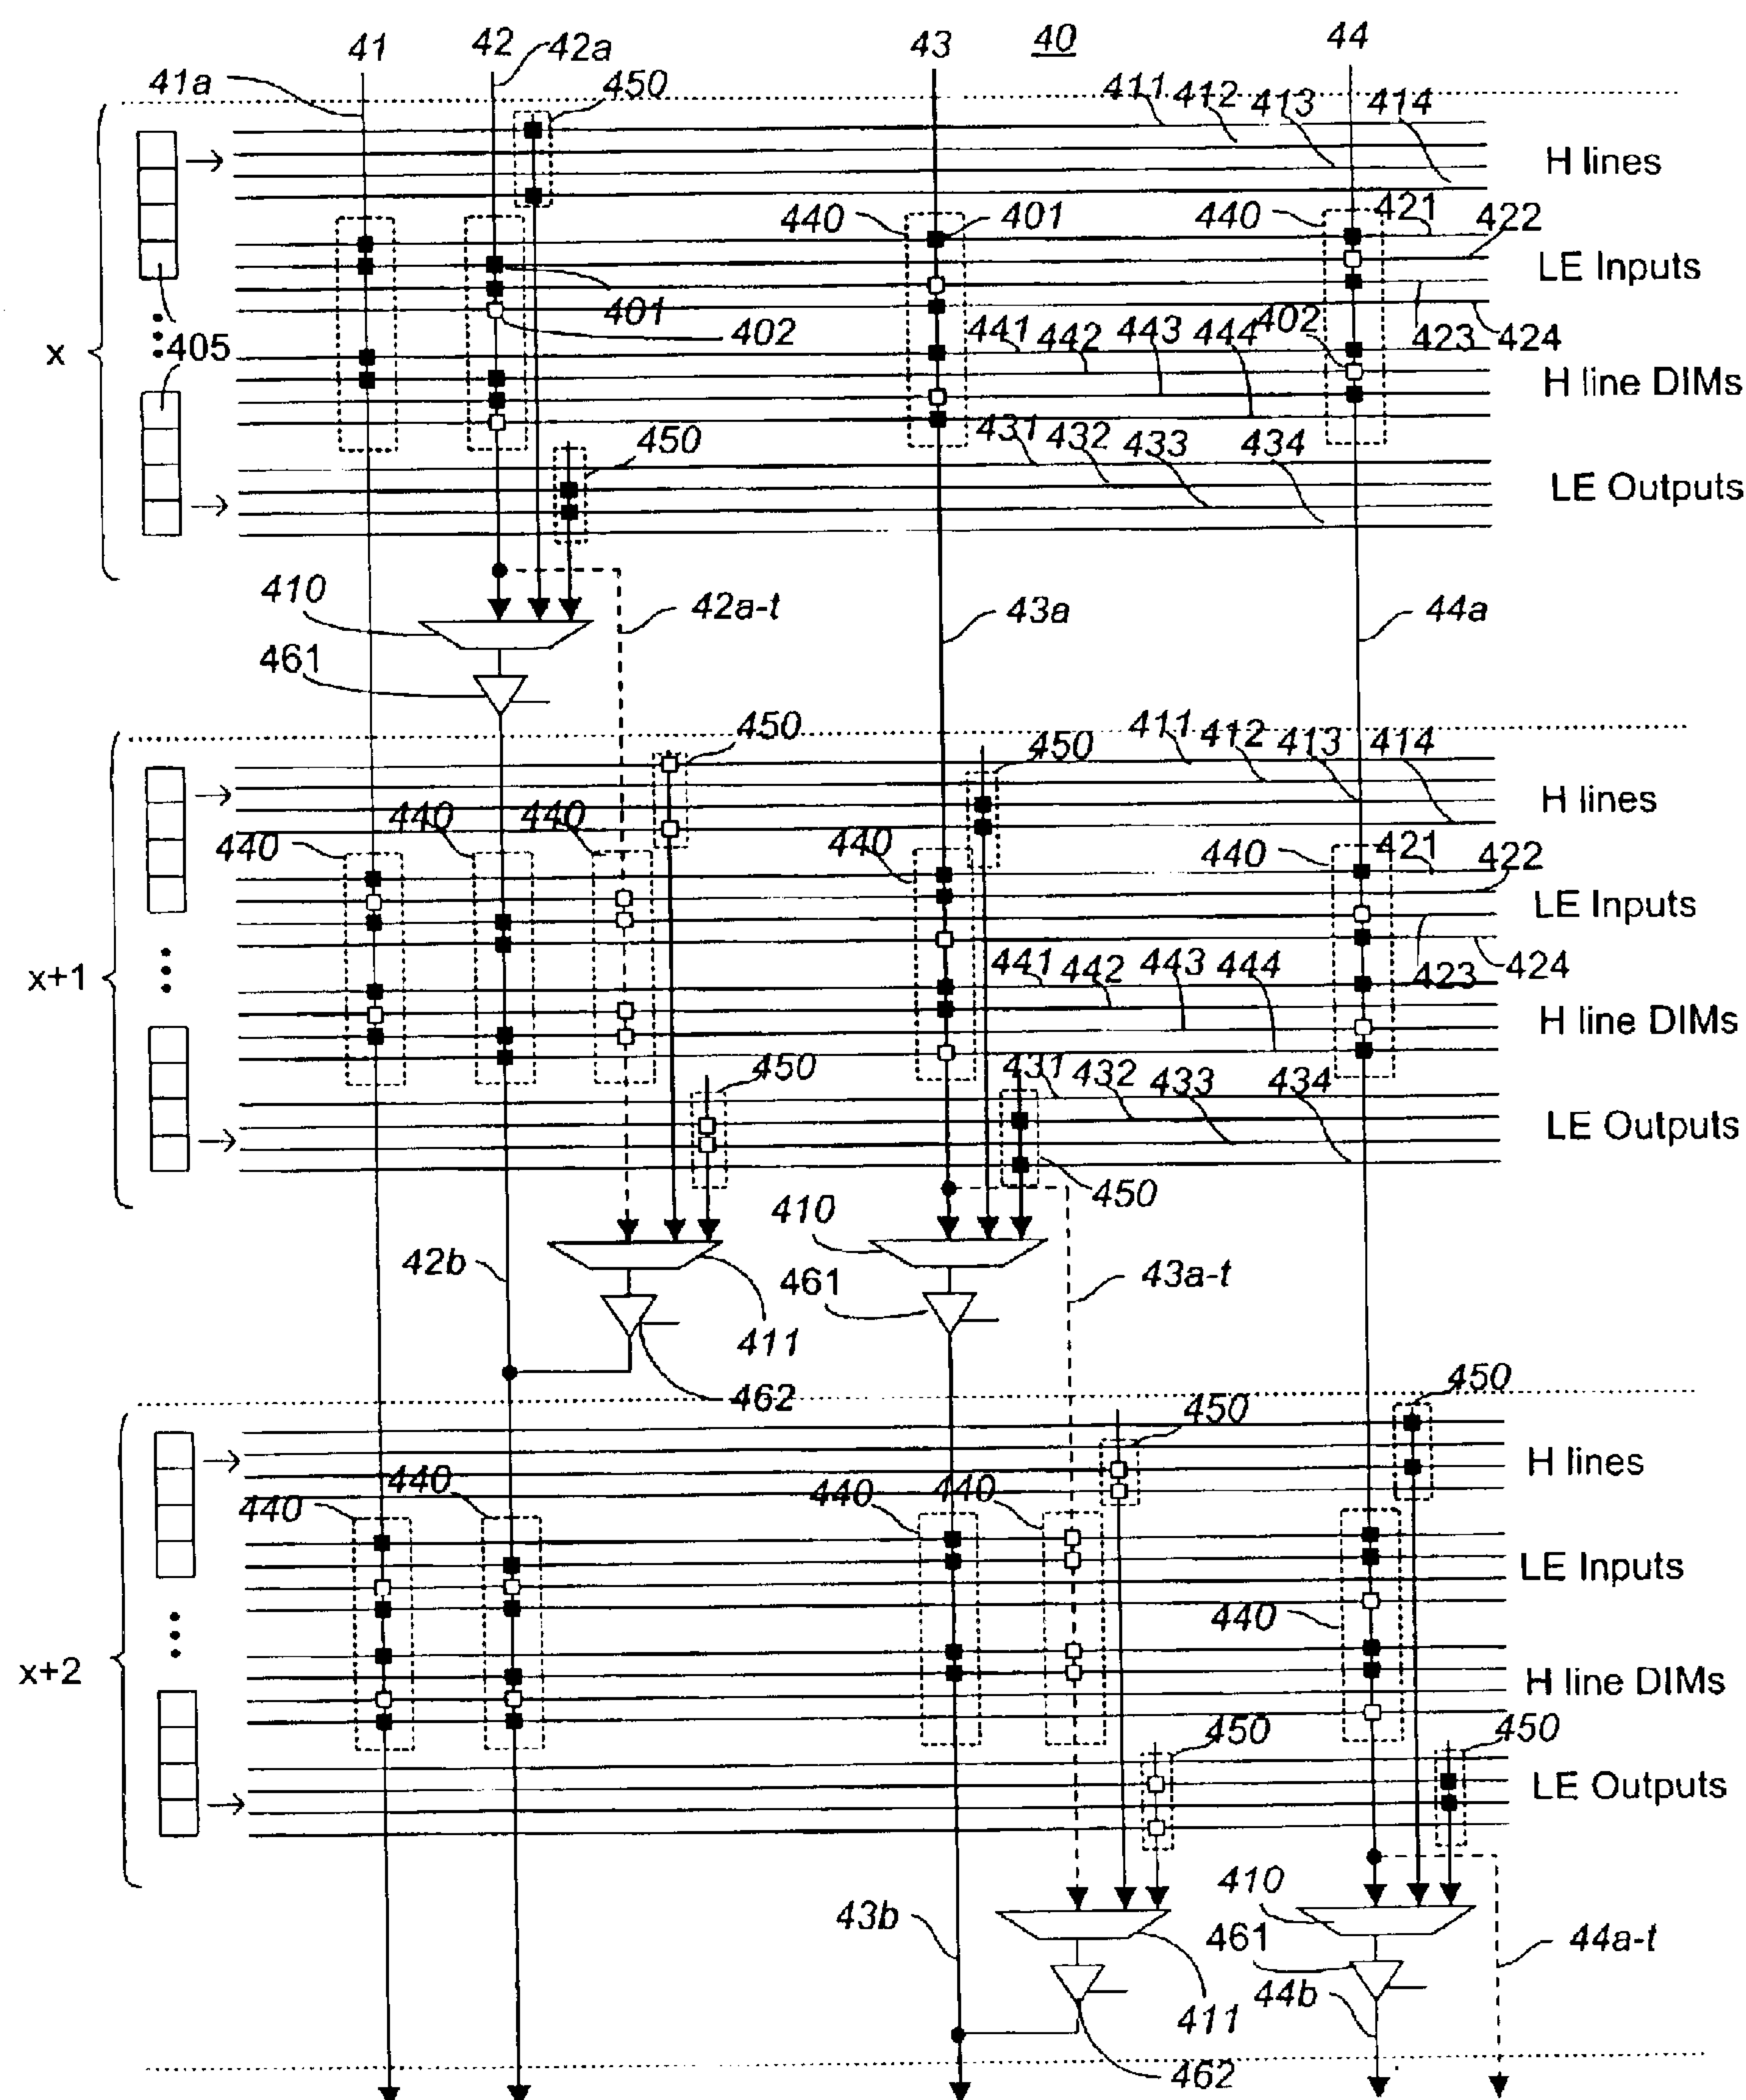 41 42 42a 43 40 44
41a 450 411 412 413 414
H lines
440 401 440 421 422
LE Inputs
401 402 441 442 443 444 402 423 424
x 405
H line DIMs
450 431 432 433 434
LE Outputs
410 42a-t 43a 44a
461
450 450 411 412 413 414
H lines
440 440 440 440 440 421 422
LE Inputs
x+1 441 442 443 444 423 424
H line DIMs
450 431 432 433 434
LE Outputs
450
410
42b 461 43a-t
411
462 450 450
H lines
440 440 440 440
LE Inputs
440
x+2
H line DIMs
450 450
LE Outputs
410
43b 461 44a-t
411 44b
462